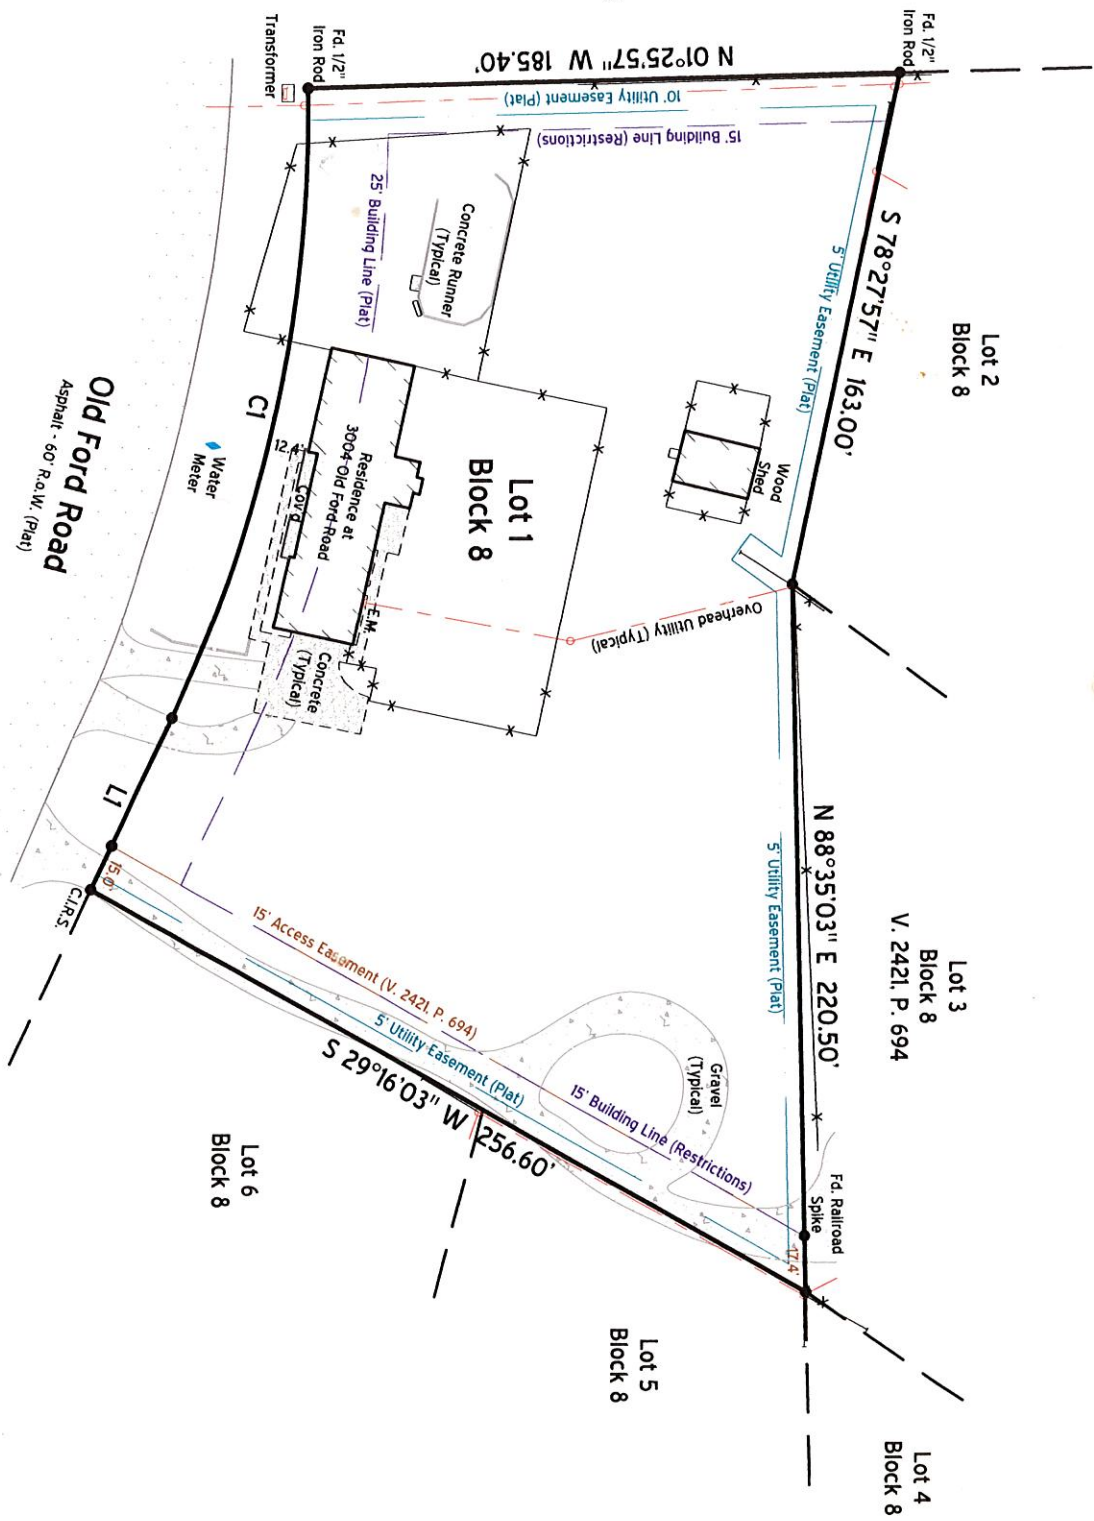 Fd. 1/2"
Iron Rod
Fd. 1/2"
Iron Rod
Transformer
N 01°25'57" W 185.40'
10' Utility Easement (Plat)
15' Building Line (Restrictions)
S 78°27'57" E 163.00'
5' Utility Easement (Plat)
Lot 2
Block 8
25' Building Line (Plat)
Concrete Runner
(Typical)
Wood
Shed
Lot 1
Block 8
C1
Water
Meter
12.4'
Cov'd
Residence at
3004 Old Ford Road
E.M.
Overhead Utility (Typical)
Concrete
(Typical)
Old Ford Road
Asphalt - 60' R.o.W. (Plat)
L1
15.0'
C.I.R.S.
N 88°35'03" E 220.50'
5' Utility Easement (Plat)
Lot 3
Block 8
V. 2421, P. 694
15' Access Easement (V. 2421, P. 694)
5' Utility Easement (Plat)
S 29°16'03" W 256.60'
15' Building Line (Restrictions)
Gravel
(Typical)
Fd. Railroad
Spike
17.4'
Lot 6
Block 8
Lot 5
Block 8
Lot 4
Block 8